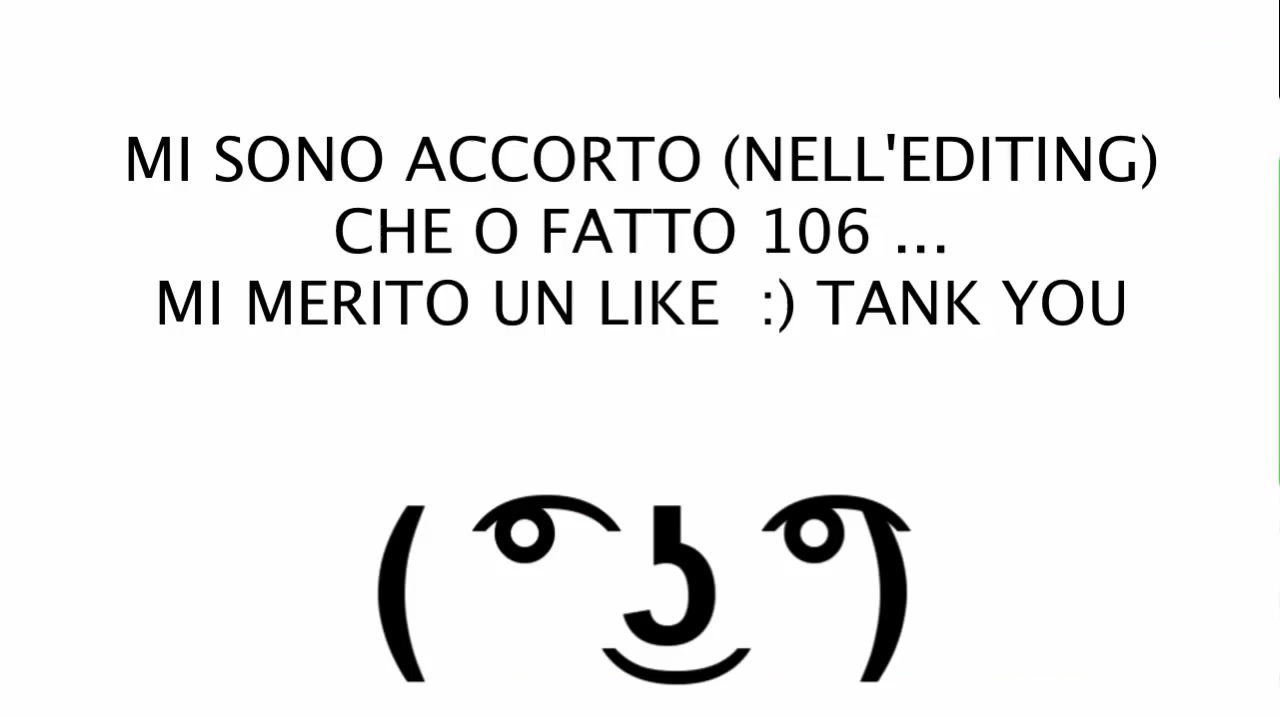 MI SONO ACCORTO (NELL'EDITING)
CHE O FATTO 106 ...
MI MERITO UN LIKE :) TANK YOU
( ͡° ͜ʖ ͡°)